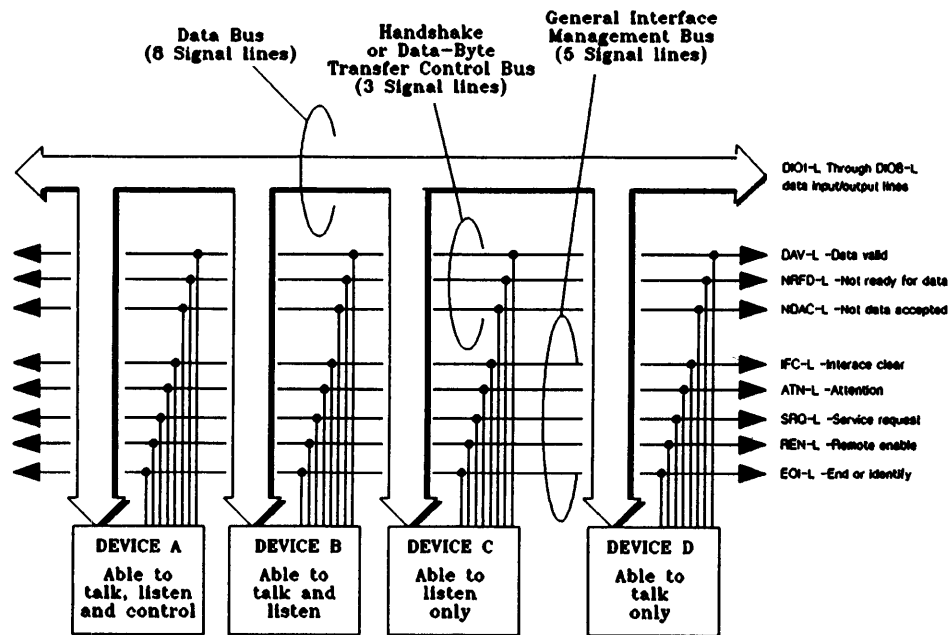 Data Bus
(8 Signal lines)
Handshake
or Data-Byte
Transfer Control Bus
(3 Signal lines)
General Interface
Management Bus
(5 Signal lines)
DIO1-L Through DIO8-L
data input/output lines
DAV-L -Data valid
NRFD-L -Not ready for data
NDAC-L -Not data accepted
IFC-L -Interace clear
ATN-L -Attention
SRQ-L -Service request
REN-L -Remote enable
EOI-L -End or identify
DEVICE A
Able to
talk, listen
and control
DEVICE B
Able to
talk and
listen
DEVICE C
Able to
listen
only
DEVICE D
Able to
talk
only